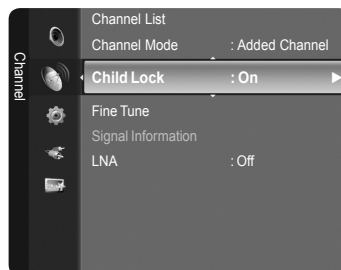 Channel
Channel List
Channel Mode : Added Channel
Child Lock : On
Fine Tune
Signal Information
LNA : Off